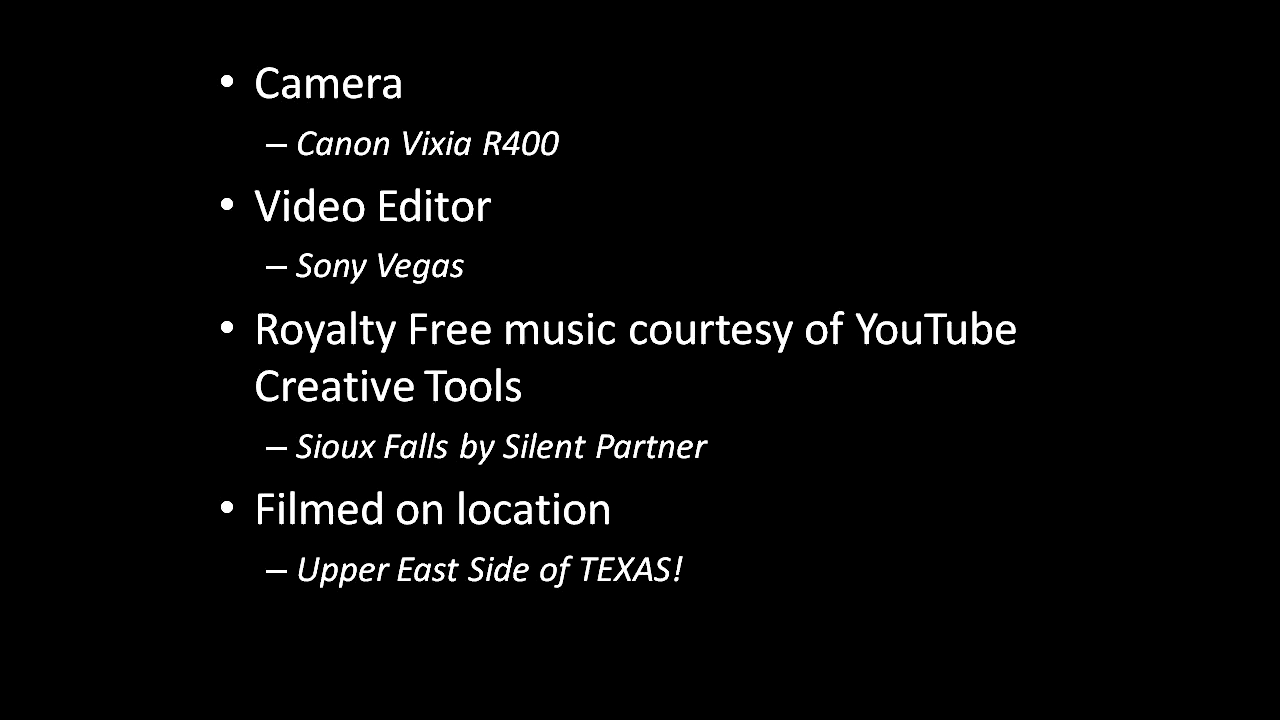 • Camera
– Canon Vixia R400
• Video Editor
– Sony Vegas
• Royalty Free music courtesy of YouTube
Creative Tools
– Sioux Falls by Silent Partner
• Filmed on location
– Upper East Side of TEXAS!